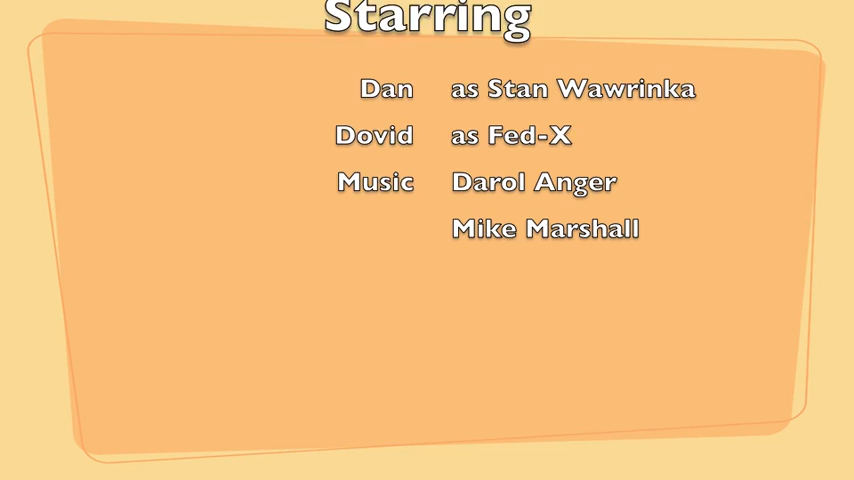 Starring
Dan as Stan Wawrinka
Dovid as Fed-X
Music Darol Anger
Mike Marshall